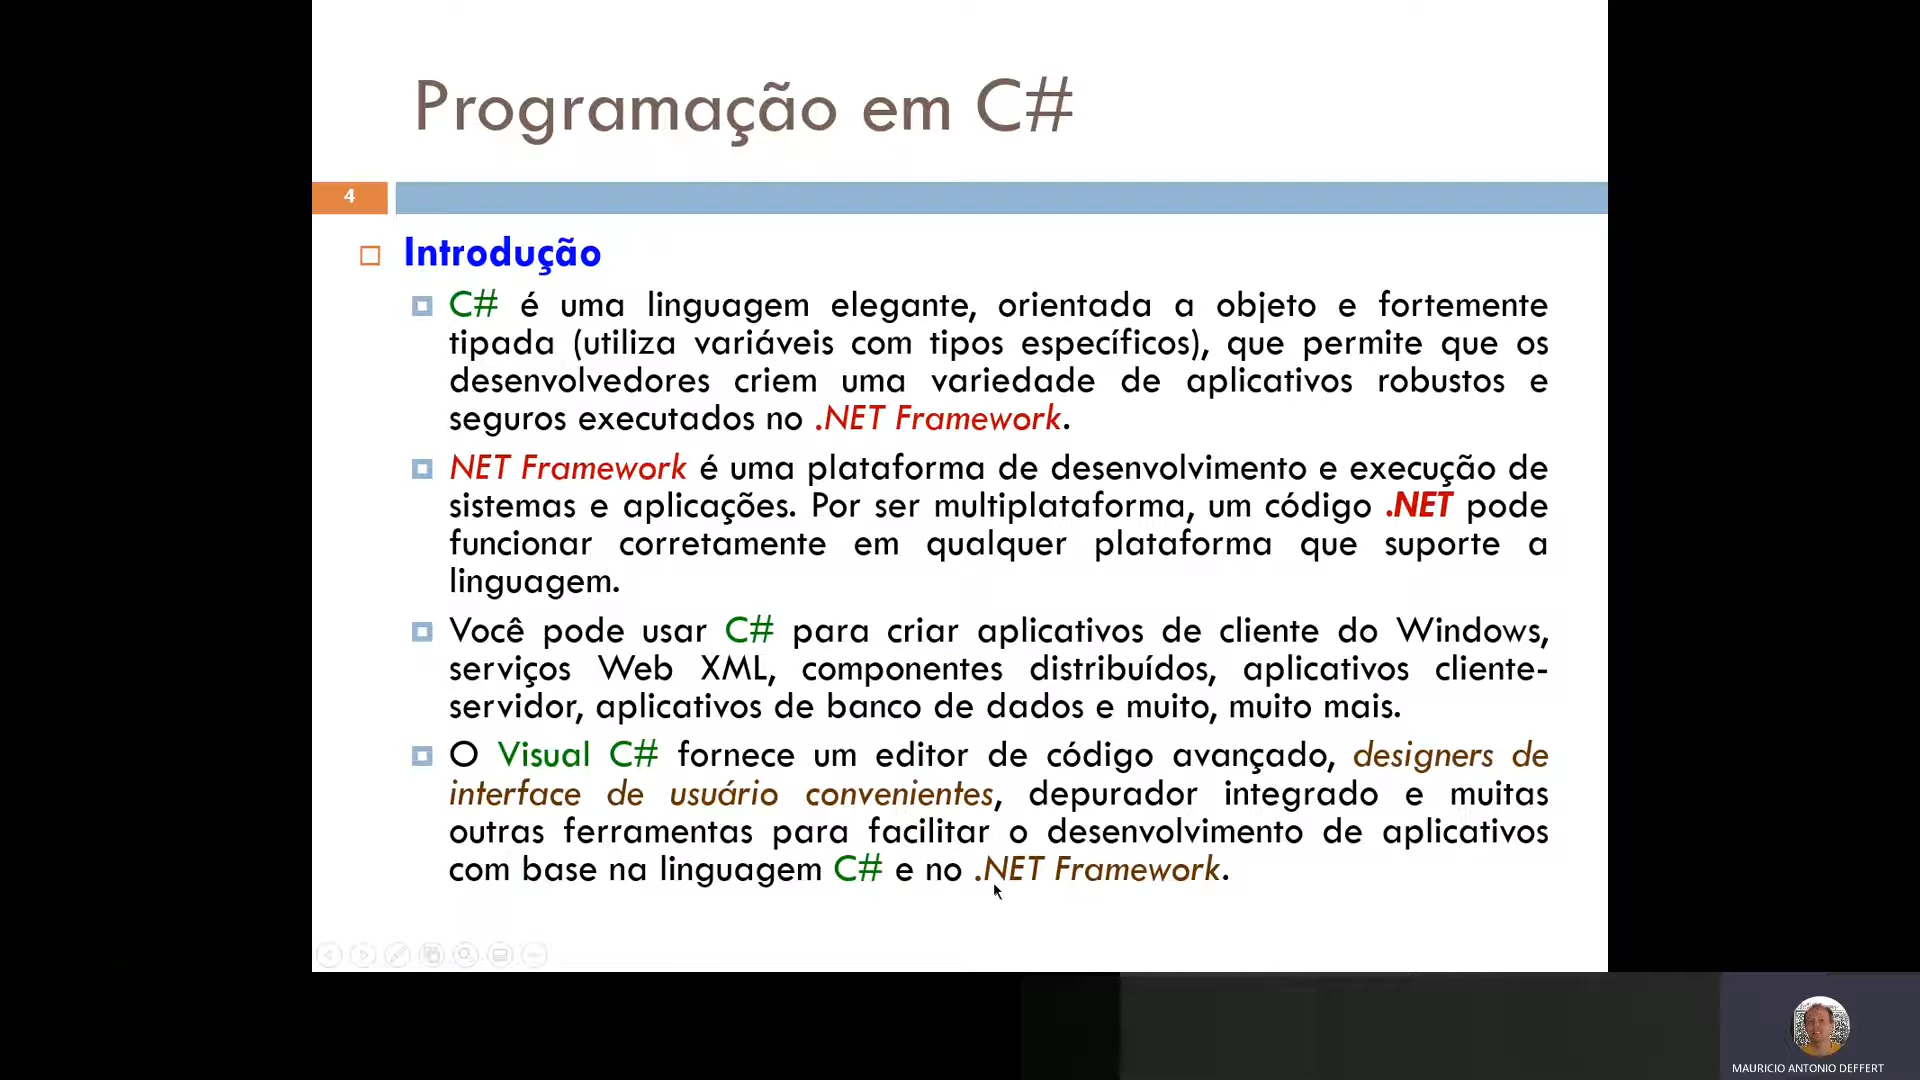 Programação em C#
4
Introdução
C# é uma linguagem elegante, orientada a objeto e fortemente
tipada (utiliza variáveis com tipos específicos), que permite que os
desenvolvedores criem uma variedade de aplicativos robustos e
seguros executados no .NET Framework.
NET Framework é uma plataforma de desenvolvimento e execução de
sistemas e aplicações. Por ser multiplataforma, um código .NET pode
funcionar corretamente em qualquer plataforma que suporte a
linguagem.
Você pode usar C# para criar aplicativos de cliente do Windows,
serviços Web XML, componentes distribuídos, aplicativos cliente-
servidor, aplicativos de banco de dados e muito, muito mais.
O Visual C# fornece um editor de código avançado, designers de
interface de usuário convenientes, depurador integrado e muitas
outras ferramentas para facilitar o desenvolvimento de aplicativos
com base na linguagem C# e no .NET Framework.
MAURICIO ANTONIO DEFFERT